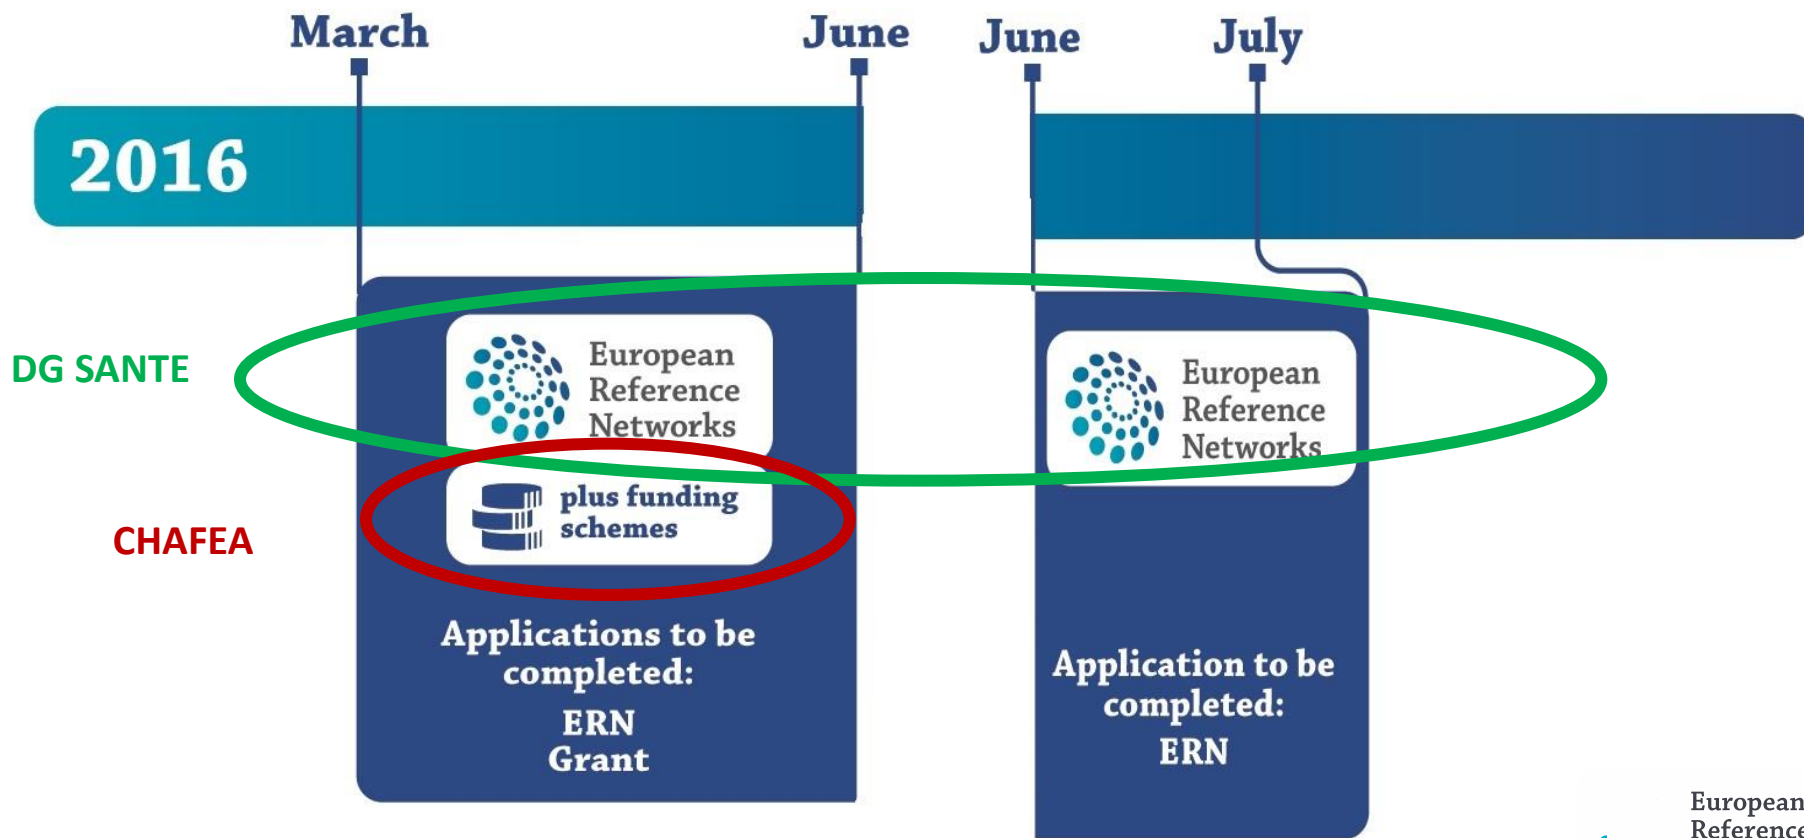 March
June
June
July
2016
DG SANTE
European
Reference
Networks
European
Reference
Networks
CHAFEA
plus funding
schemes
Applications to be
completed:
ERN
Grant
Application to be
completed:
ERN
European
Reference